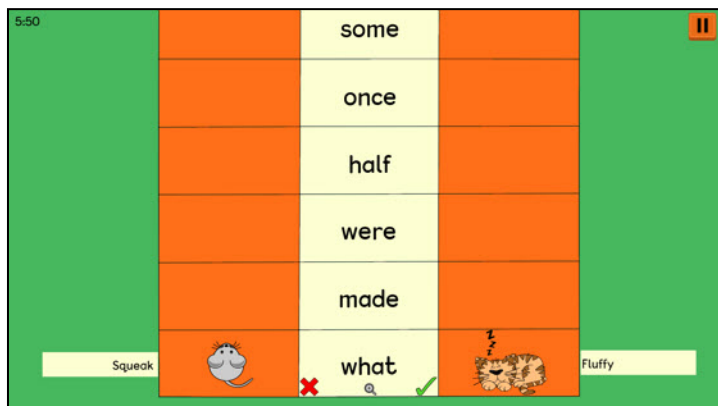 5:50
some
once
half
were
made
z
z
z
Squeak
what
Fluffy